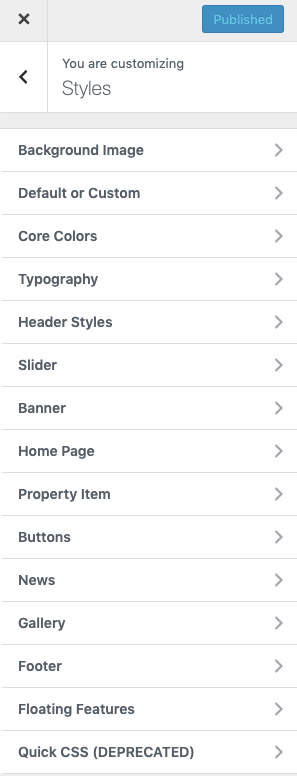 Published
You are customizing
Styles
Background Image
Default or Custom
Core Colors
Typography
Header Styles
Slider
Banner
Home Page
Property Item
Buttons
News
Gallery
Footer
Floating Features
Quick CSS (DEPRECATED)